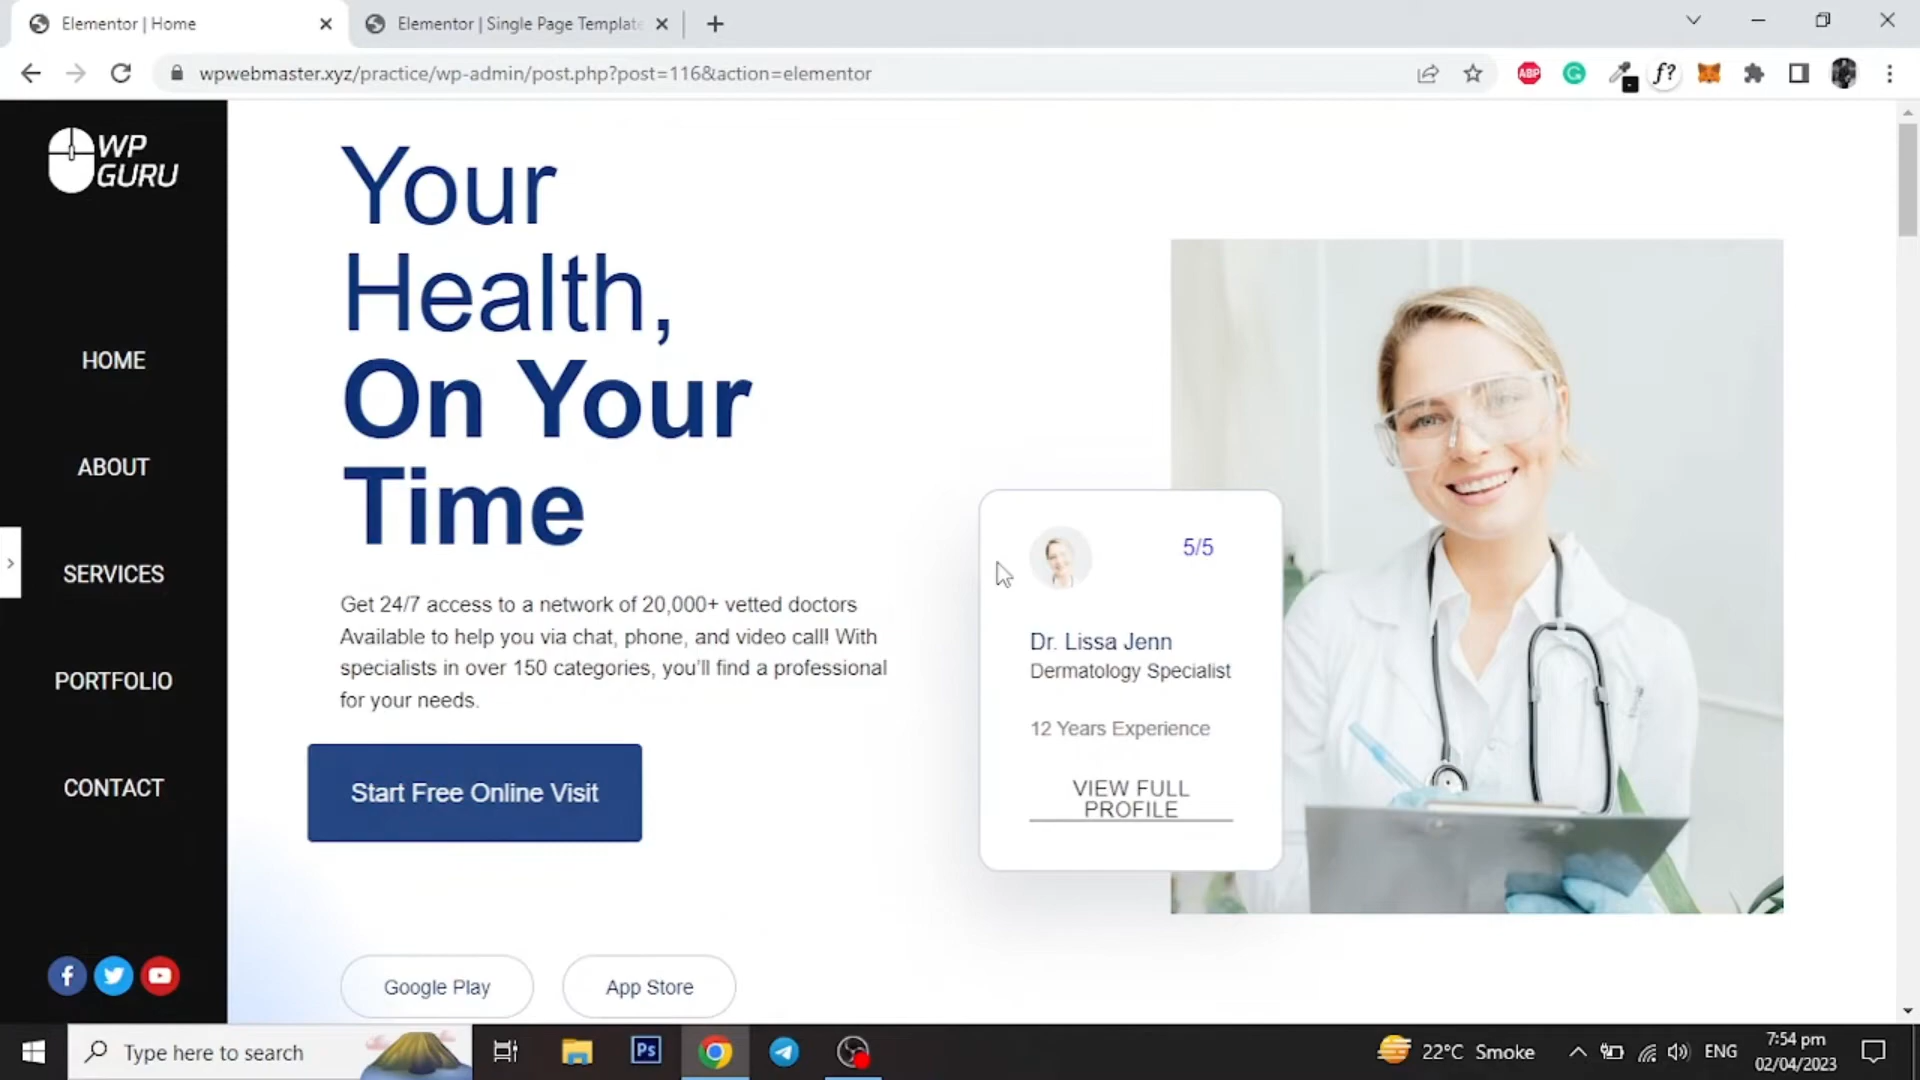 Elementor | Home
Elementor | Single Page Template
wpwebmaster.xyz/practice/wp-admin/post.php?post=116&action=elementor
ABP
f?
WP
GURU
HOME
ABOUT
SERVICES
PORTFOLIO
CONTACT
Your
Health,
On Your
Time
Get 24/7 access to a network of 20,000+ vetted doctors
Available to help you via chat, phone, and video call! With
specialists in over 150 categories, you'll find a professional
for your needs.
Start Free Online Visit
Google Play
App Store
5/5
Dr. Lissa Jenn
Dermatology Specialist
12 Years Experience
VIEW FULL
PROFILE
Type here to search
Ps
22°C Smoke
ENG
7:54 pm
02/04/2023